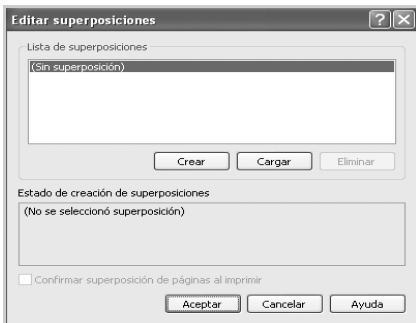 Editar superposiciones
Lista de superposiciones
(Sin superposición)
Crear Cargar Eliminar
Estado de creación de superposiciones
(No se seleccionó superposición)
Confirmar superposición de páginas al imprimir
Aceptar Cancelar Ayuda